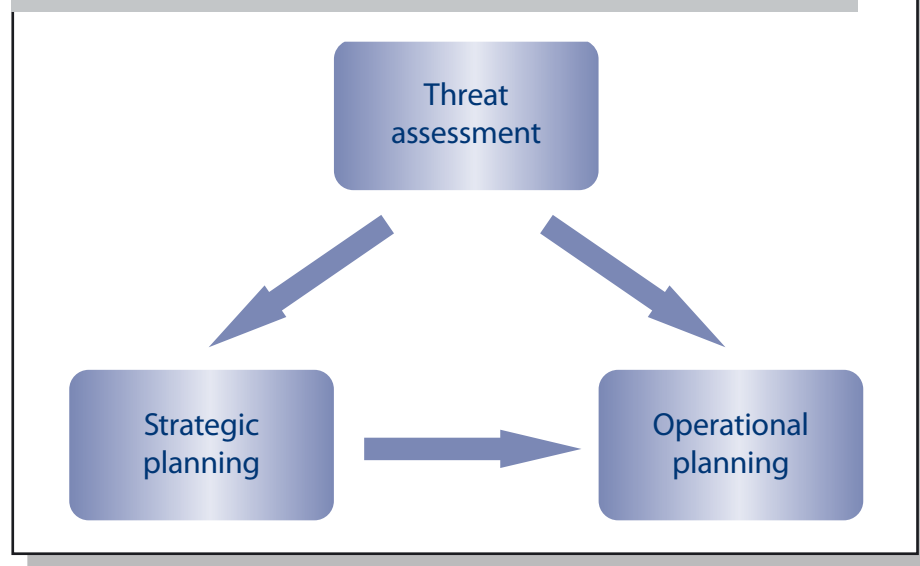 Threat
assessment
Strategic
planning
Operational
planning